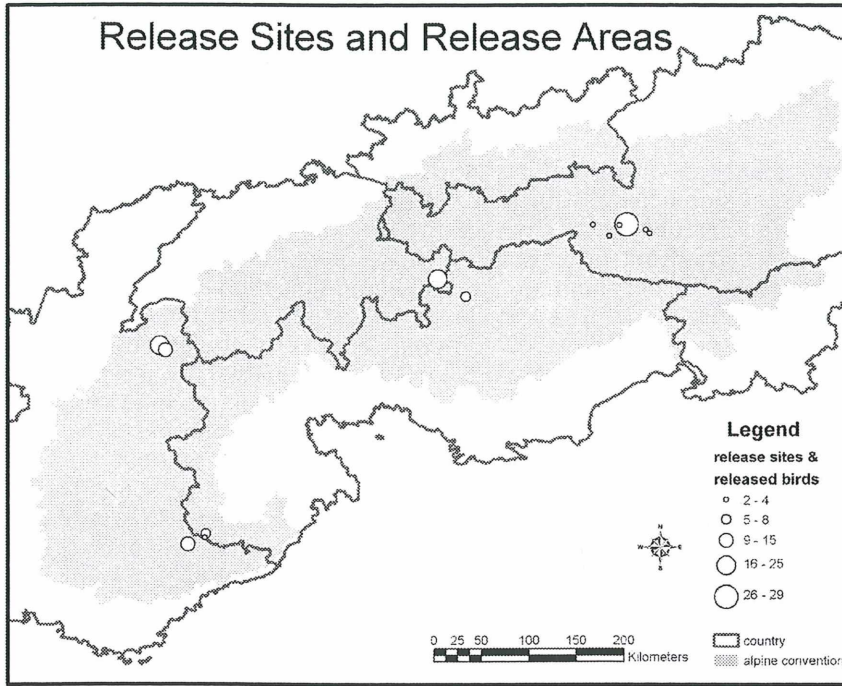 Release Sites and Release Areas
Legend
release sites &
released birds
2 - 4
5 - 8
9 - 15
16 - 25
26 - 29
country
alpine convention
N
W E
S
0 25 50 100 150 200
Kilometers